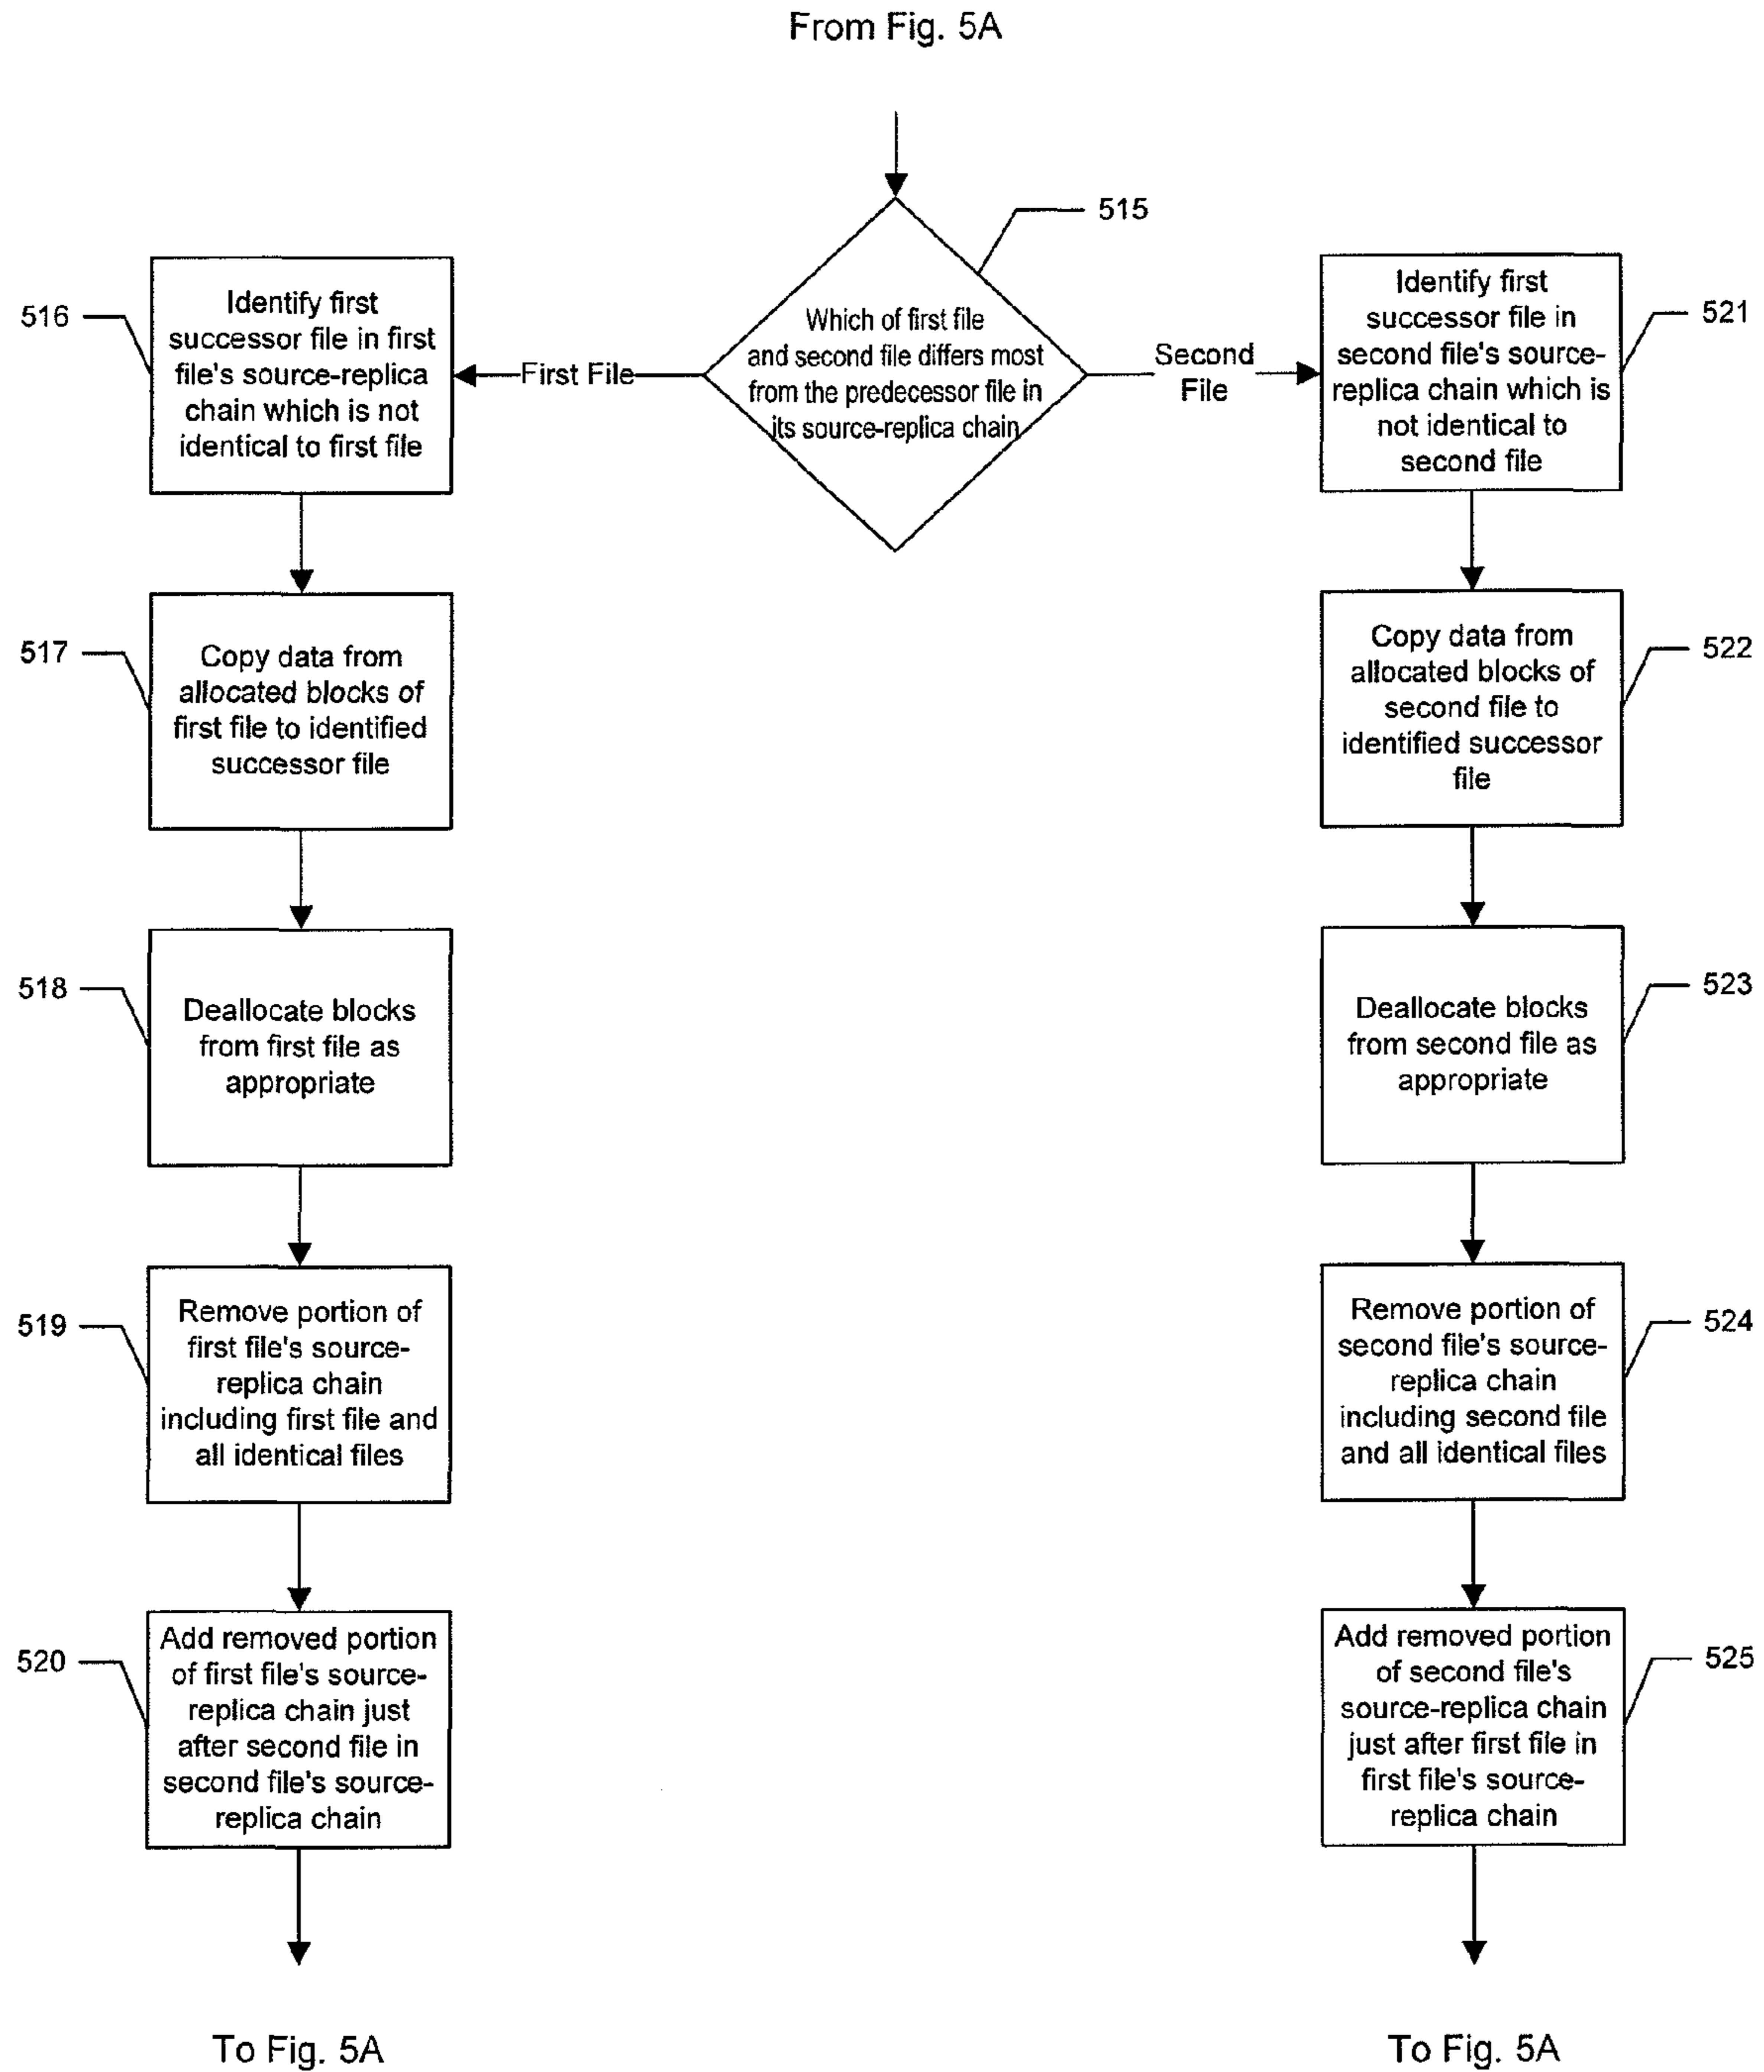 From Fig. 5A
515
Which of first file
and second file differs most
from the predecessor file in
its source-replica chain
First File
Second
File
516
Identify first
successor file in first
file's source-replica
chain which is not
identical to first file
517
Copy data from
allocated blocks of
first file to identified
successor file
518
Deallocate blocks
from first file as
appropriate
519
Remove portion of
first file's source-
replica chain
including first file and
all identical files
520
Add removed portion
of first file's source-
replica chain just
after second file in
second file's source-
replica chain
To Fig. 5A
521
Identify first
successor file in
second file's source-
replica chain which is
not identical to
second file
522
Copy data from
allocated blocks of
second file to
identified successor
file
523
Deallocate blocks
from second file as
appropriate
524
Remove portion of
second file's source-
replica chain
including second file
and all identical files
525
Add removed portion
of second file's
source-replica chain
just after first file in
first file's source-
replica chain
To Fig. 5A